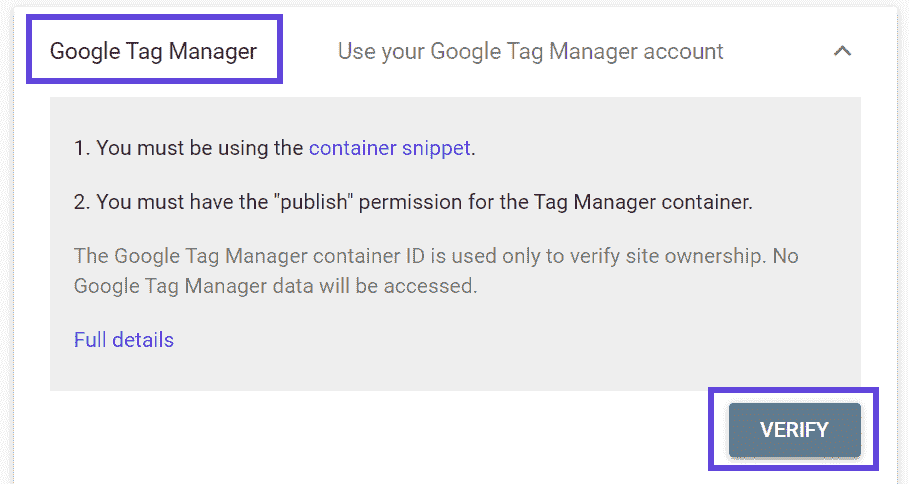 Google Tag Manager Use your Google Tag Manager account
1. You must be using the container snippet.
2. You must have the "publish" permission for the Tag Manager container.
The Google Tag Manager container ID is used only to verify site ownership. No
Google Tag Manager data will be accessed.
Full details
VERIFY